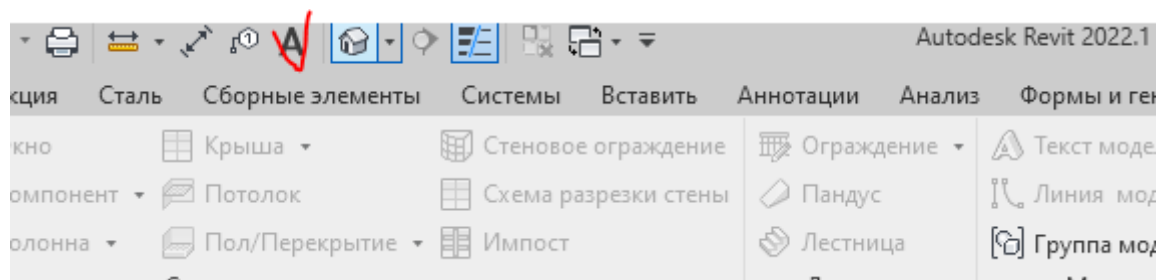 A Autodesk Revit 2022.1
кция Сталь Сборные элементы Системы Вставить Аннотации Анализ Формы и ген
кно Крыша Стеновое ограждение Ограждение Текст моде
омпонент Потолок Схема разрезки стены Пандус Линия мод
олонна Пол/Перекрытие Импост Лестница Группа мод